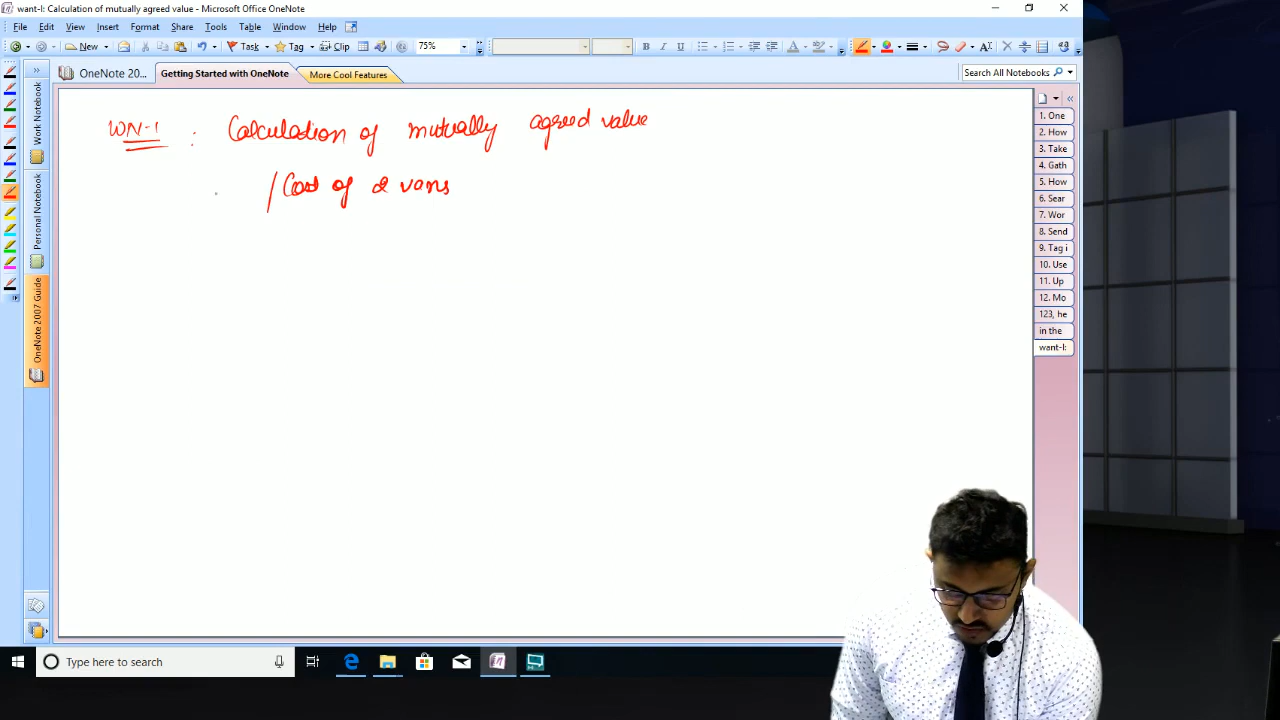 want-l: Calculation of mutually agreed value - Microsoft Office OneNote
File Edit View Insert Format Share Tools Table Window Help
New Task Tag Clip 75% B I U
OneNote 20... Getting Started with OneNote More Cool Features Search All Notebooks
Work Notebook
Personal Notebook
OneNote 2007 Guide
WN-1 : Calculation of mutually agreed value
/Cost of 2 vans
1. One
2. How
3. Take
4. Gath
5. How
6. Sear
7. Wor
8. Send
9. Tag i
10. Use
11. Up
12. Mo
123, he
in the
want-l:
Type here to search